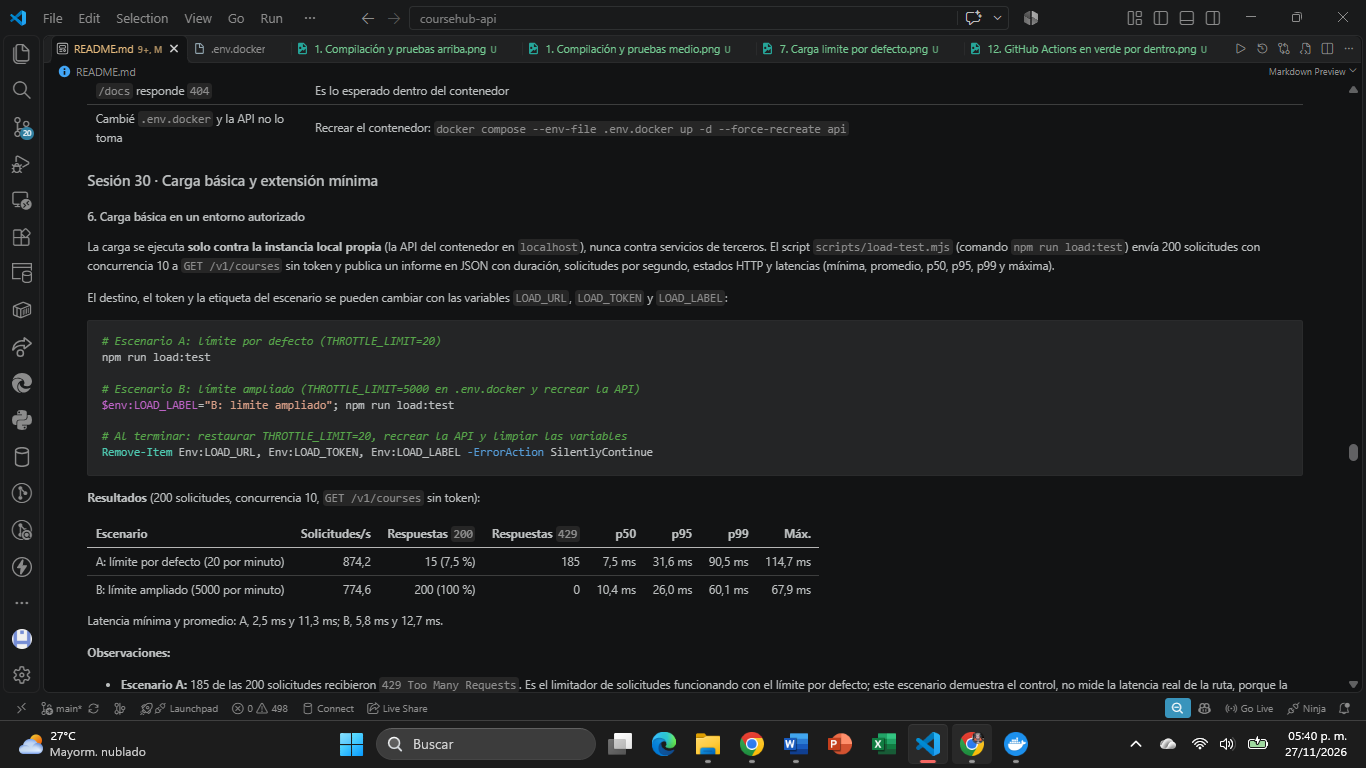 File Edit Selection View Go Run ··· coursehub-api
README.md 9+, M .env.docker 1. Compilación y pruebas arriba.png U 1. Compilación y pruebas medio.png U 7. Carga limite por defecto.png U 12. GitHub Actions en verde por dentro.png U
README.md Markdown Preview
/docs responde 404 Es lo esperado dentro del contenedor
Cambié .env.docker y la API no lo
toma
Recrear el contenedor: docker compose --env-file .env.docker up -d --force-recreate api
Sesión 30 · Carga básica y extensión mínima
6. Carga básica en un entorno autorizado
La carga se ejecuta solo contra la instancia local propia (la API del contenedor en localhost), nunca contra servicios de terceros. El script scripts/load-test.mjs (comando npm run load:test) envía 200 solicitudes con
concurrencia 10 a GET /v1/courses sin token y publica un informe en JSON con duración, solicitudes por segundo, estados HTTP y latencias (mínima, promedio, p50, p95, p99 y máxima).
El destino, el token y la etiqueta del escenario se pueden cambiar con las variables LOAD_URL, LOAD_TOKEN y LOAD_LABEL:
# Escenario A: límite por defecto (THROTTLE_LIMIT=20)
npm run load:test
# Escenario B: límite ampliado (THROTTLE_LIMIT=5000 en .env.docker y recrear la API)
$env:LOAD_LABEL="B: limite ampliado"; npm run load:test
# Al terminar: restaurar THROTTLE_LIMIT=20, recrear la API y limpiar las variables
Remove-Item Env:LOAD_URL, Env:LOAD_TOKEN, Env:LOAD_LABEL -ErrorAction SilentlyContinue
Resultados (200 solicitudes, concurrencia 10, GET /v1/courses sin token):
Escenario Solicitudes/s Respuestas 200 Respuestas 429 p50 p95 p99 Máx.
A: límite por defecto (20 por minuto) 874,2 15 (7,5 %) 185 7,5 ms 31,6 ms 90,5 ms 114,7 ms
B: límite ampliado (5000 por minuto) 774,6 200 (100 %) 0 10,4 ms 26,0 ms 60,1 ms 67,9 ms
Latencia mínima y promedio: A, 2,5 ms y 11,3 ms; B, 5,8 ms y 12,7 ms.
Observaciones:
• Escenario A: 185 de las 200 solicitudes recibieron 429 Too Many Requests. Es el limitador de solicitudes funcionando con el límite por defecto; este escenario demuestra el control, no mide la latencia real de la ruta, porque la
20
main* Launchpad 0 498 Connect Live Share Go Live Ninja
27°C
Mayorm. nublado
Buscar
05:40 p. m.
27/11/2026